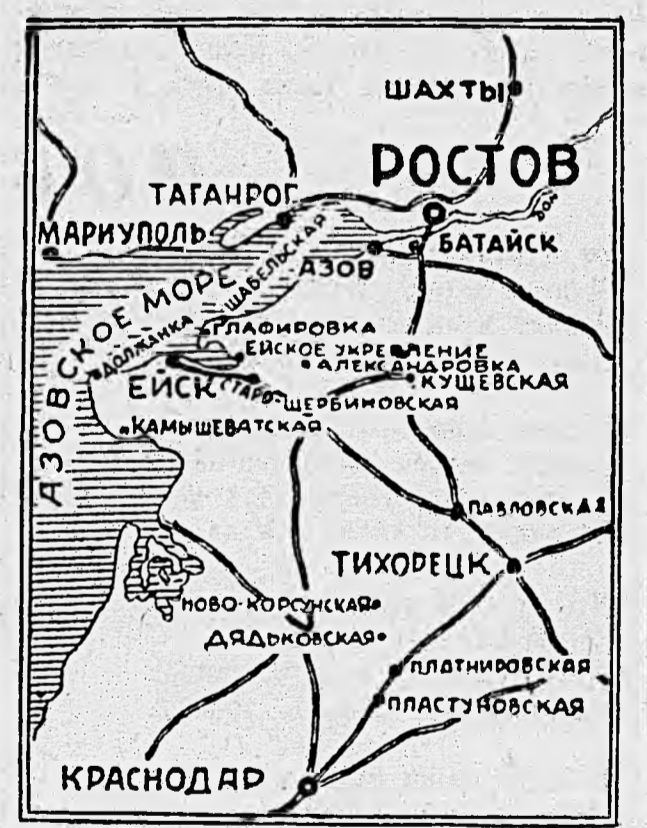 ШАХТЫ
РОСТОВ
ТАГАНРОГ
ДОН
МАРИУПОЛЬ
БАТАЙСК
АЗОВ
ШАБЕЛЬСКАЯ
АЗОВСКОЕ МОРЕ
ДОЛЖАНКА
ГЛАФИРОВКА
ЕЙСКОЕ УКРЕПЛЕНИЕ
АЛЕКСАНДРОВКА
ЕЙСК
КУЩЕВСКАЯ
СТАРО-ЩЕРБИНОВСКАЯ
КАМЫШЕВАТСКАЯ
ПАВЛОВСКАЯ
ТИХОРЕЦК
НОВО-КОРСУНСКАЯ
ДЯДЬКОВСКАЯ
ПЛАТНИРОВСКАЯ
ПЛАСТУНОВСКАЯ
КРАСНОДАР